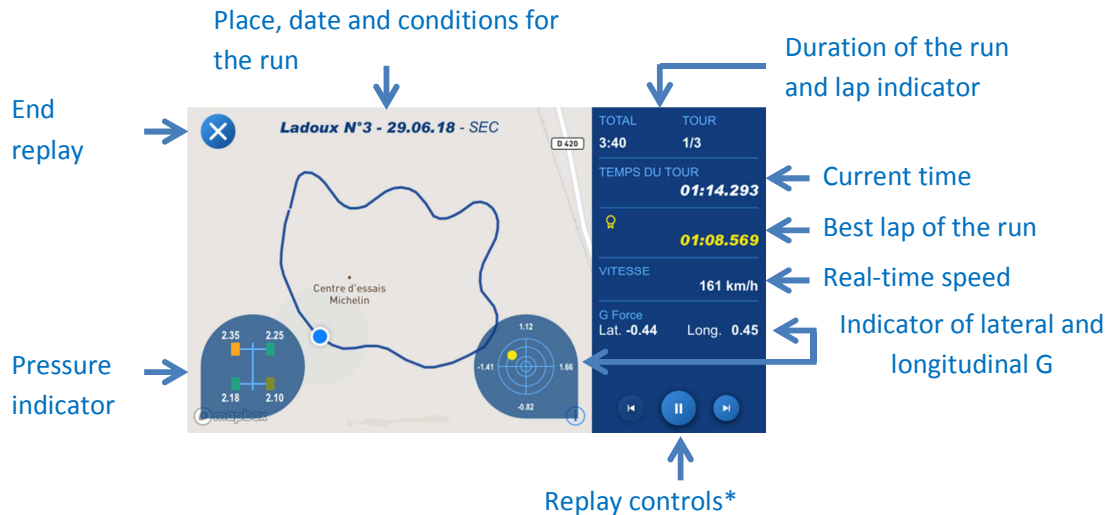 Place, date and conditions for
the run
Duration of the run
and lap indicator
End
replay
Ladoux N°3 - 29.06.18 - SEC
D 420
TOTAL TOUR
3:40 1/3
TEMPS DU TOUR
01:14.293
Current time
01:08.569
Best lap of the run
VITESSE
161 km/h
Real-time speed
G Force
Lat. -0.44 Long. 0.45
Indicator of lateral and
longitudinal G
Centre d'essais
Michelin
2.35 2.25
2.18 2.10
Pressure
indicator
1.12
-1.41 1.66
-0.82
mapbox
i
Replay controls*